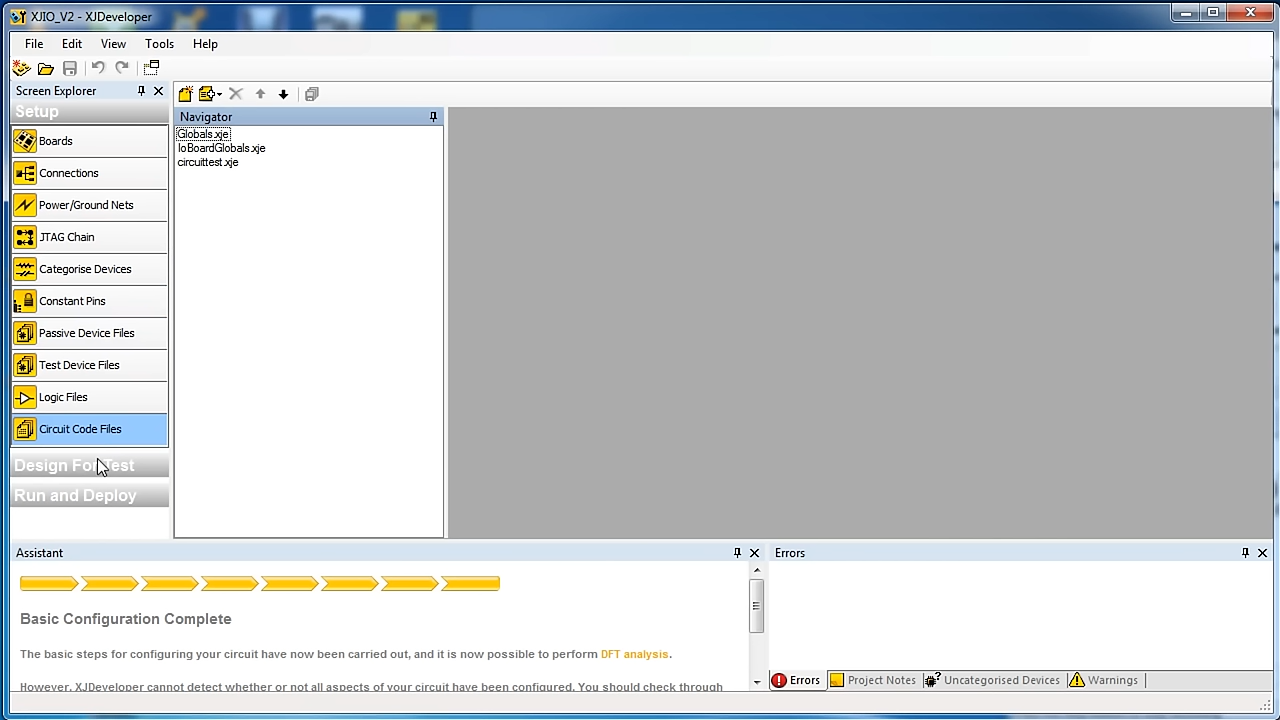 XJIO_V2 - XJDeveloper
File Edit View Tools Help
Screen Explorer
Setup
Boards
Connections
Power/Ground Nets
JTAG Chain
Categorise Devices
Constant Pins
Passive Device Files
Test Device Files
Logic Files
Circuit Code Files
Design For Test
Run and Deploy
Navigator
Globals.xje
IoBoardGlobals.xje
circuittest.xje
Assistant
Basic Configuration Complete
The basic steps for configuring your circuit have now been carried out, and it is now possible to perform DFT analysis.
However, XJDeveloper cannot detect whether or not all aspects of your circuit have been configured. You should check through
Errors
Errors Project Notes Uncategorised Devices Warnings